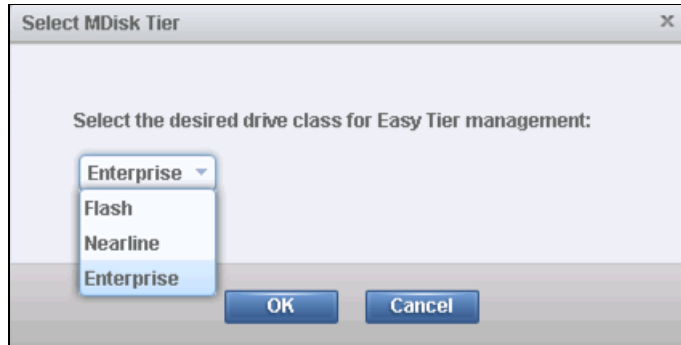 Select MDisk Tier x
Select the desired drive class for Easy Tier management:
Enterprise
Flash
Nearline
Enterprise
OK Cancel